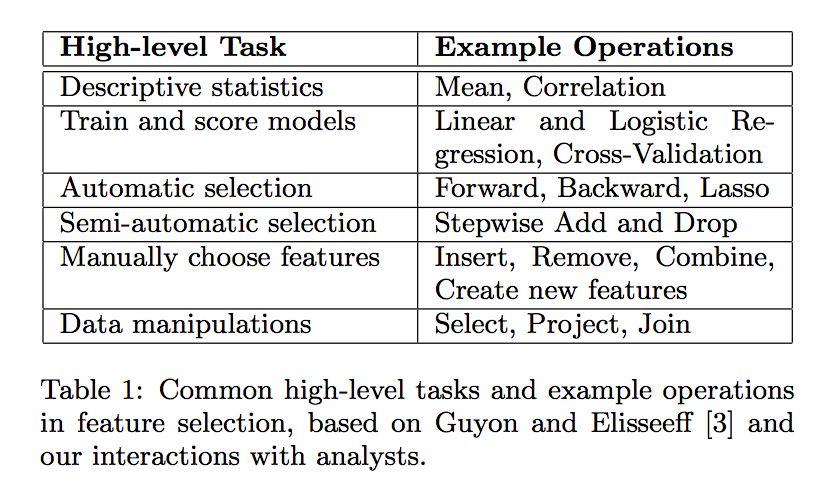 High-level Task Example Operations
Descriptive statistics Mean, Correlation
Train and score models Linear and Logistic Re-
gression, Cross-Validation
Automatic selection Forward, Backward, Lasso
Semi-automatic selection Stepwise Add and Drop
Manually choose features Insert, Remove, Combine,
Create new features
Data manipulations Select, Project, Join
Table 1: Common high-level tasks and example operations
in feature selection, based on Guyon and Elisseeff [3] and
our interactions with analysts.